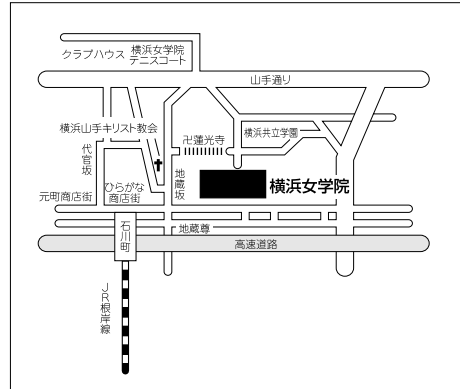 クラブハウス
横浜女学院
テニスコート
山手通り
横浜山手キリスト教会
卍蓮光寺
横浜共立学園
代官坂
地蔵坂
横浜女学院
元町商店街
ひらがな
商店街
石川町
地蔵尊
高速道路
JR根岸線